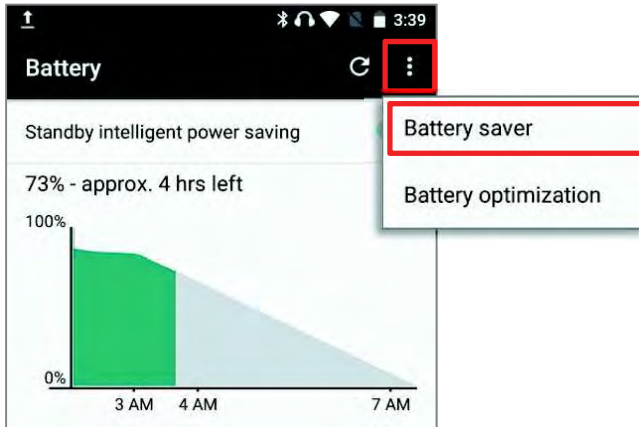 3:39
Battery
Battery saver
Battery optimization
Standby intelligent power saving
73% - approx. 4 hrs left
100%
0%
3 AM 4 AM 7 AM